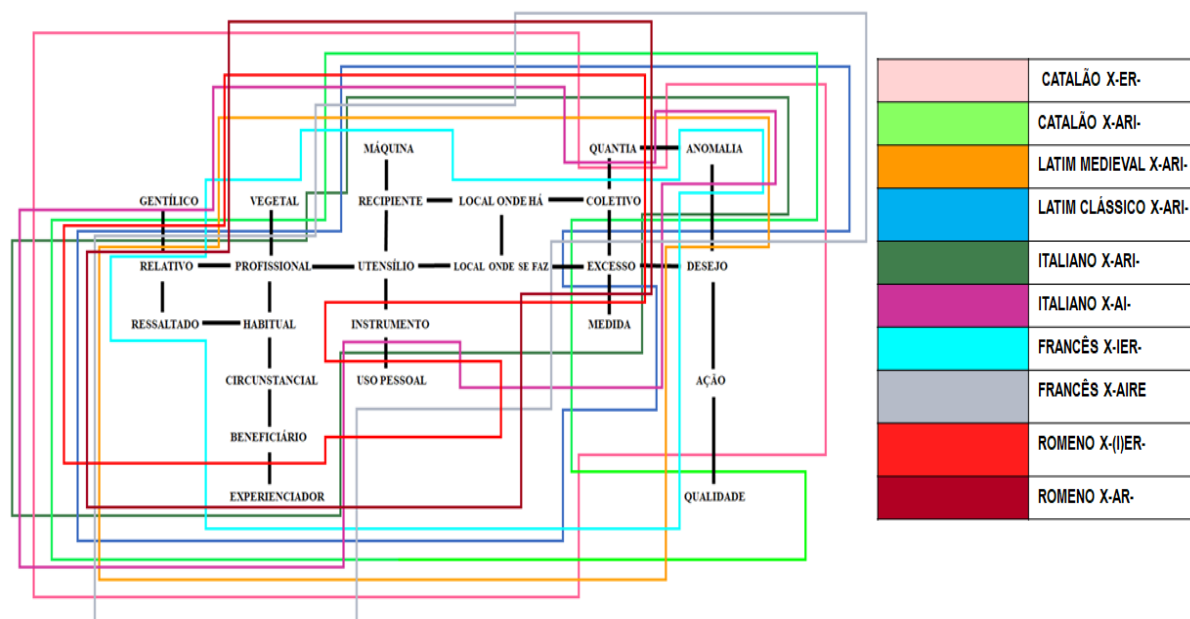 MÁQUINA
QUANTIA
ANOMALIA
GENTÍLICO
VEGETAL
RECIPIENTE
LOCAL ONDE HÁ
COLETIVO
RELATIVO
PROFISSIONAL
UTENSÍLIO
LOCAL ONDE SE FAZ
EXCESSO
DESEJO
RESSALTADO
HABITUAL
INSTRUMENTO
MEDIDA
CIRCUNSTANCIAL
USO PESSOAL
AÇÃO
BENEFICIÁRIO
EXPERIENCIADOR
QUALIDADE
CATALÃO X-ER-
CATALÃO X-ARI-
LATIM MEDIEVAL X-ARI-
LATIM CLÁSSICO X-ARI-
ITALIANO X-ARI-
ITALIANO X-AI-
FRANCÊS X-IER-
FRANCÊS X-AIRE
ROMENO X-(I)ER-
ROMENO X-AR-